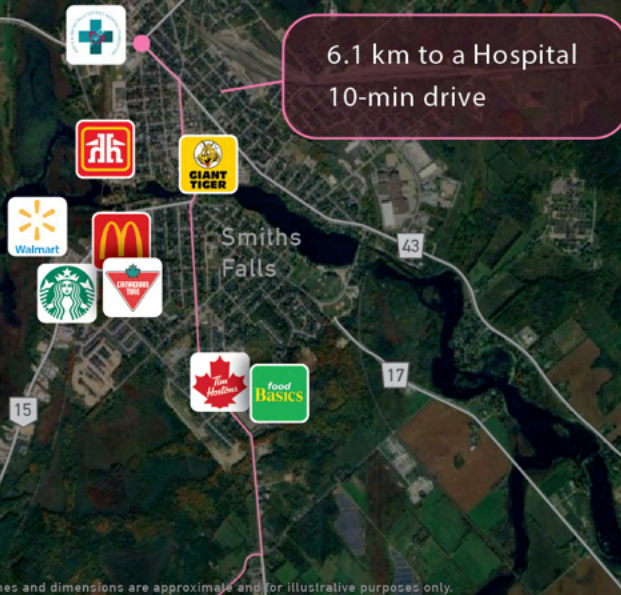 6.1 km to a Hospital
10-min drive
GIANT
TIGER
Walmart
Smiths
Falls
43
CANADIAN
TIRE
Tim
Hortons
food
Basics
17
15
nes and dimensions are approximate and for illustrative purposes only.